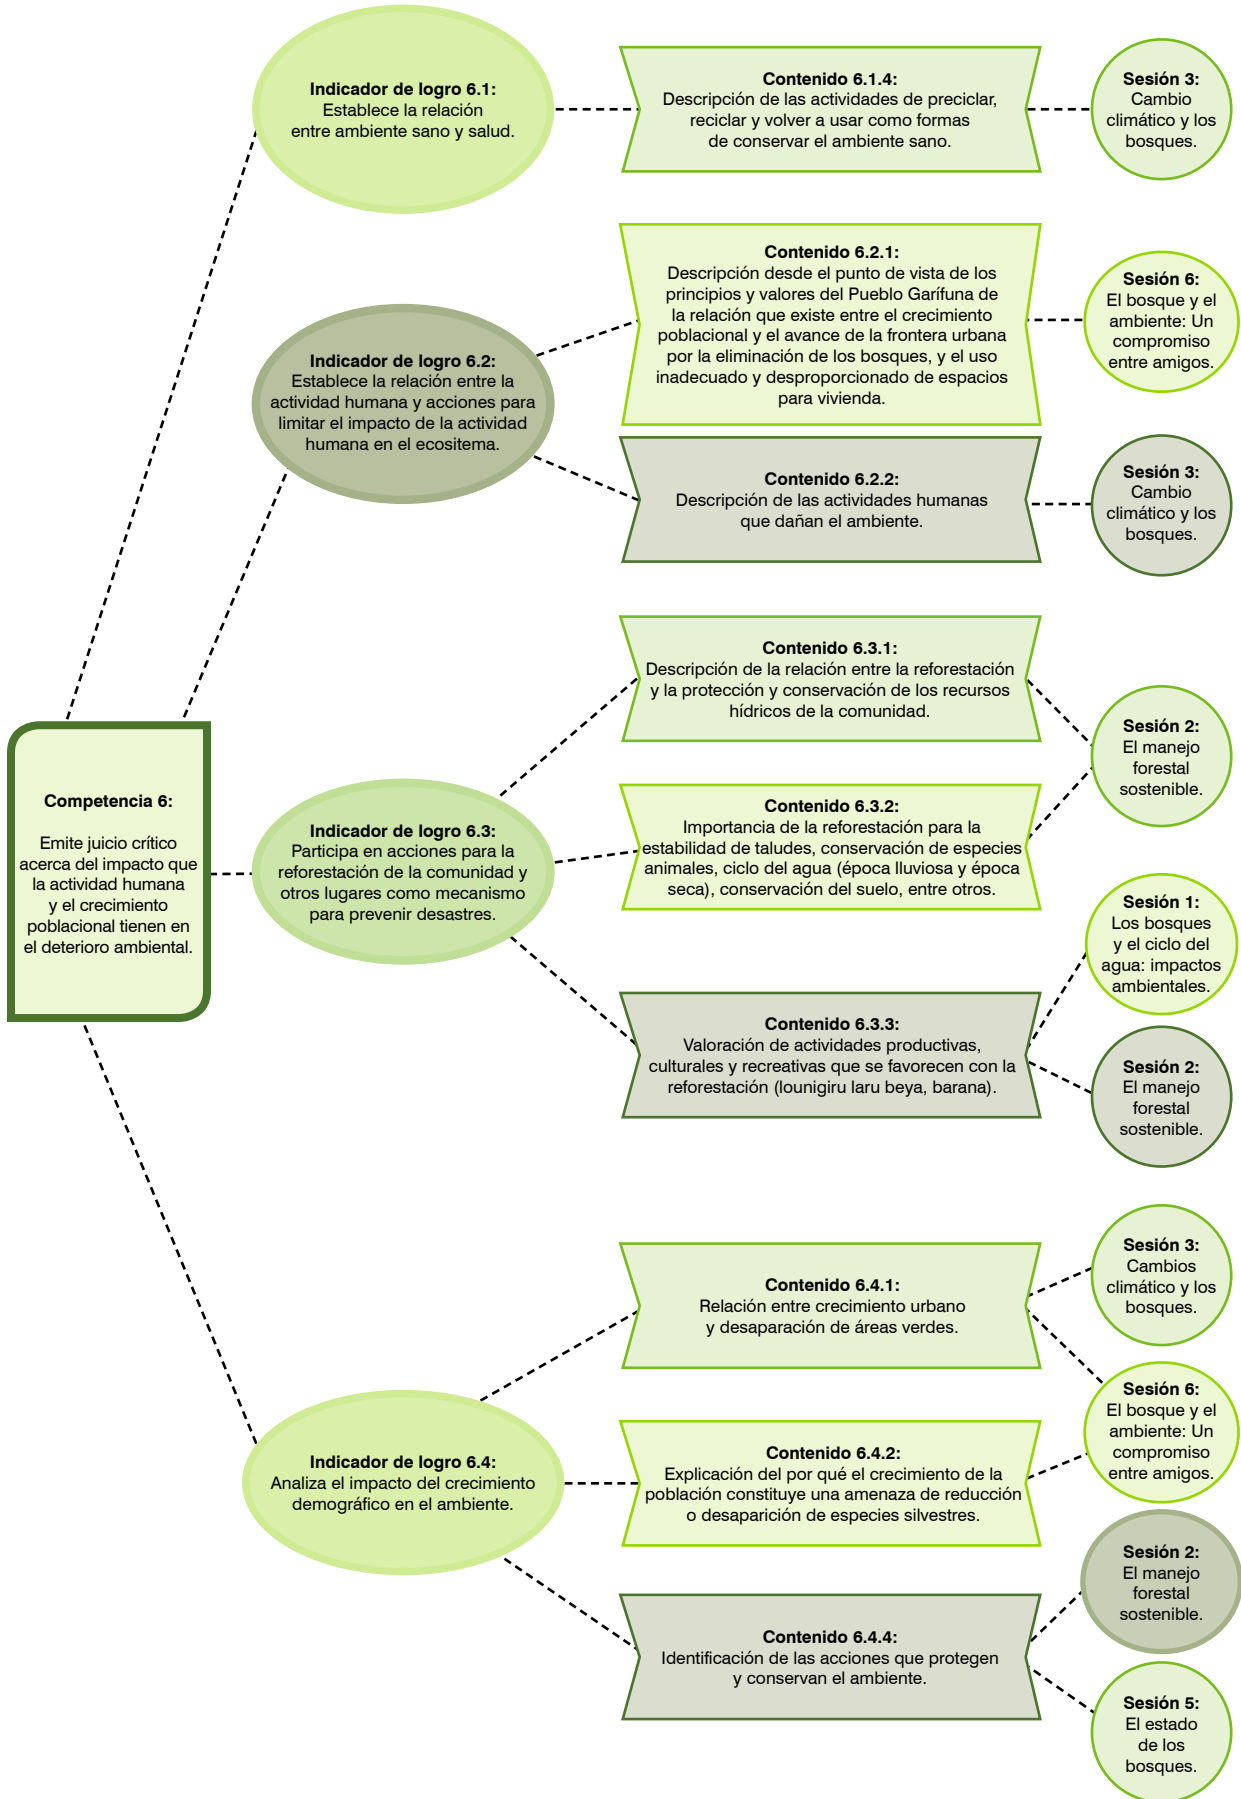 Indicador de logro 6.1:
Establece la relación
entre ambiente sano y salud.
Contenido 6.1.4:
Descripción de las actividades de preciclar,
reciclar y volver a usar como formas
de conservar el ambiente sano.
Sesión 3:
Cambio
climático y los
bosques.
Indicador de logro 6.2:
Establece la relación entre la
actividad humana y acciones para
limitar el impacto de la actividad
humana en el ecositema.
Contenido 6.2.1:
Descripción desde el punto de vista de los
principios y valores del Pueblo Garífuna de
la relación que existe entre el crecimiento
poblacional y el avance de la frontera urbana
por la eliminación de los bosques, y el uso
inadecuado y desproporcionado de espacios
para vivienda.
Sesión 6:
El bosque y el
ambiente: Un
compromiso
entre amigos.
Contenido 6.2.2:
Descripción de las actividades humanas
que dañan el ambiente.
Sesión 3:
Cambio
climático y los
bosques.
Competencia 6:
Emite juicio crítico
acerca del impacto que
la actividad humana
y el crecimiento
poblacional tienen en
el deterioro ambiental.
Indicador de logro 6.3:
Participa en acciones para la
reforestación de la comunidad y
otros lugares como mecanismo
para prevenir desastres.
Contenido 6.3.1:
Descripción de la relación entre la reforestación
y la protección y conservación de los recursos
hídricos de la comunidad.
Contenido 6.3.2:
Importancia de la reforestación para la
estabilidad de taludes, conservación de especies
animales, ciclo del agua (época lluviosa y época
seca), conservación del suelo, entre otros.
Sesión 2:
El manejo
forestal
sostenible.
Contenido 6.3.3:
Valoración de actividades productivas,
culturales y recreativas que se favorecen con la
reforestación (lounigiru laru beya, barana).
Sesión 1:
Los bosques
y el ciclo del
agua: impactos
ambientales.
Sesión 2:
El manejo
forestal
sostenible.
Indicador de logro 6.4:
Analiza el impacto del crecimiento
demográfico en el ambiente.
Contenido 6.4.1:
Relación entre crecimiento urbano
y desaparación de áreas verdes.
Sesión 3:
Cambios
climático y los
bosques.
Contenido 6.4.2:
Explicación del por qué el crecimiento de la
población constituye una amenaza de reducción
o desaparición de especies silvestres.
Sesión 6:
El bosque y el
ambiente: Un
compromiso
entre amigos.
Contenido 6.4.4:
Identificación de las acciones que protegen
y conservan el ambiente.
Sesión 2:
El manejo
forestal
sostenible.
Sesión 5:
El estado
de los
bosques.